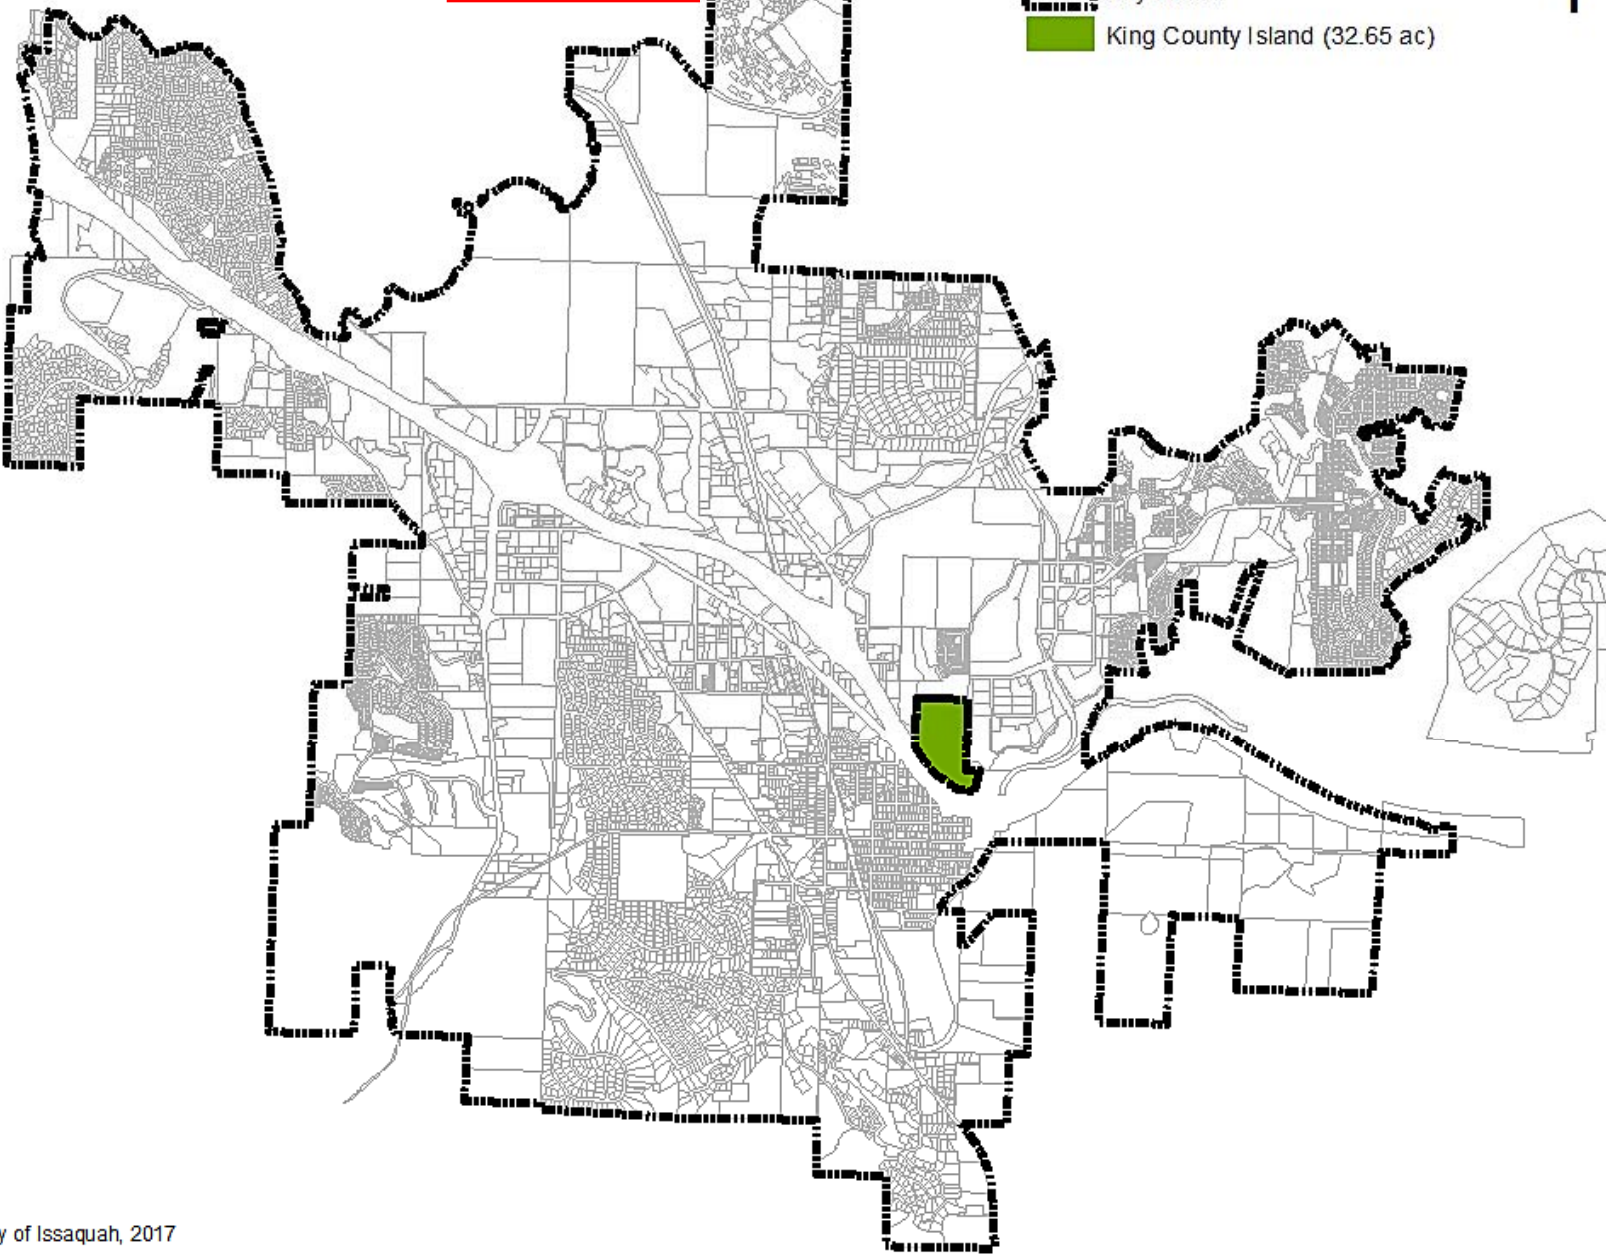 King County Island (32.65 ac)
y of Issaquah, 2017